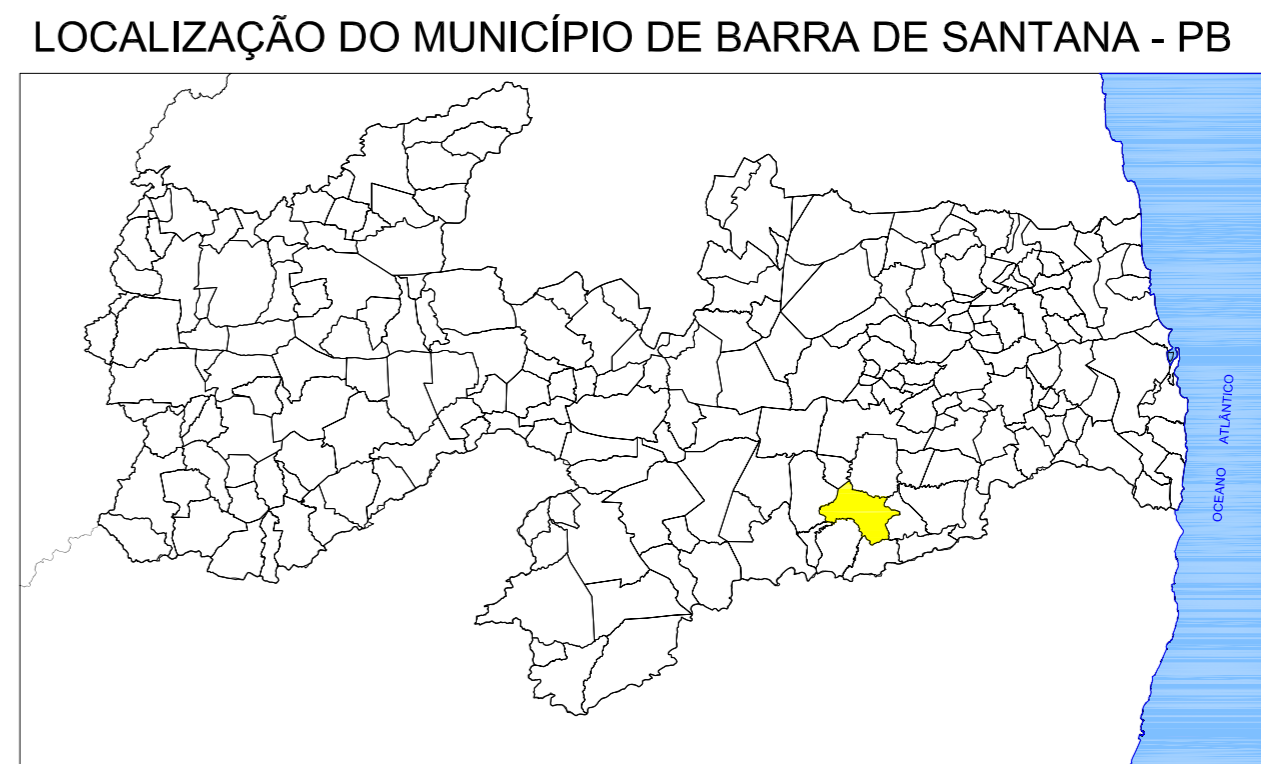 LOCALIZAÇÃO DO MUNICÍPIO DE BARRA DE SANTANA - PB
OCEANO ATLÂNTICO